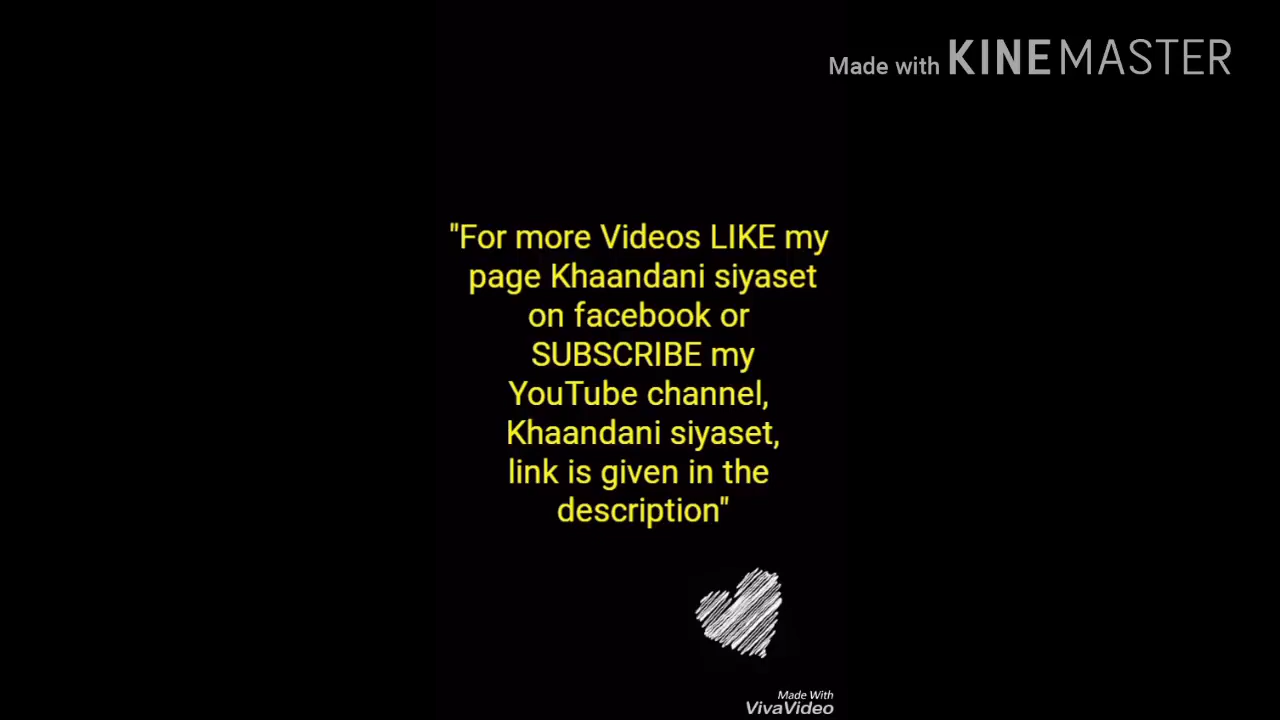 Made with KINEMASTER
"For more Videos LIKE my
page Khaandani siyaset
on facebook or
SUBSCRIBE my
YouTube channel,
Khaandani siyaset,
link is given in the
description"
Made With
VivaVideo